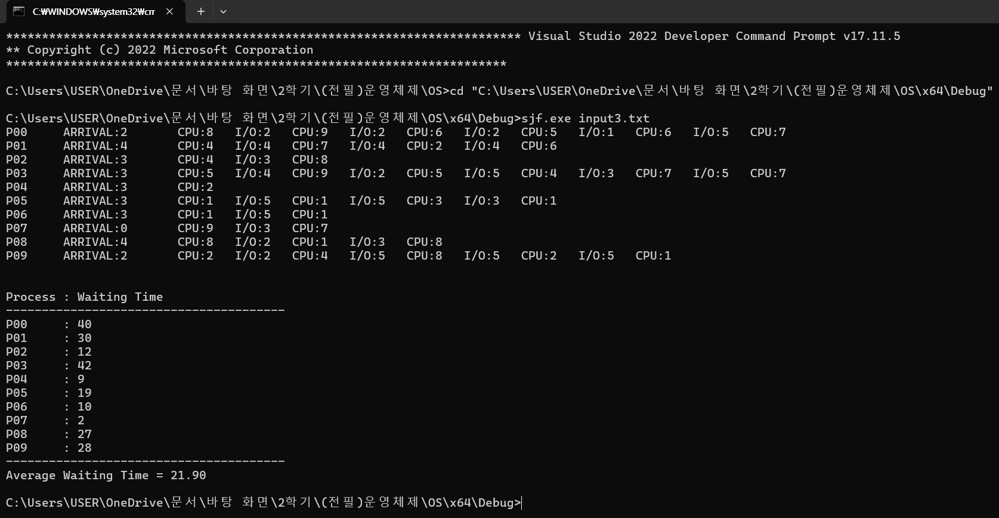 C:₩WINDOWS₩system32₩cm
********************************************************************** Visual Studio 2022 Developer Command Prompt v17.11.5
** Copyright (c) 2022 Microsoft Corporation
**********************************************************************
C:\Users\USER\OneDrive\문서\바탕 화면\2학기\(전필)운영체제\OS>cd "C:\Users\USER\OneDrive\문서\바탕 화면\2학기\(전필)운영체제\OS\x64\Debug"
C:\Users\USER\OneDrive\문서\바탕 화면\2학기\(전필)운영체제\OS\x64\Debug>sjf.exe input3.txt
P00     ARRIVAL:2       CPU:8   I/O:2   CPU:9   I/O:2   CPU:6   I/O:2   CPU:5   I/O:1   CPU:6   I/O:5   CPU:7
P01     ARRIVAL:4       CPU:4   I/O:4   CPU:7   I/O:4   CPU:2   I/O:4   CPU:6
P02     ARRIVAL:3       CPU:4   I/O:3   CPU:8
P03     ARRIVAL:3       CPU:5   I/O:4   CPU:9   I/O:2   CPU:5   I/O:5   CPU:4   I/O:3   CPU:7   I/O:5   CPU:7
P04     ARRIVAL:3       CPU:2
P05     ARRIVAL:3       CPU:1   I/O:5   CPU:1   I/O:5   CPU:3   I/O:3   CPU:1
P06     ARRIVAL:3       CPU:1   I/O:5   CPU:1
P07     ARRIVAL:0       CPU:9   I/O:3   CPU:7
P08     ARRIVAL:4       CPU:8   I/O:2   CPU:1   I/O:3   CPU:8
P09     ARRIVAL:2       CPU:2   I/O:2   CPU:4   I/O:5   CPU:8   I/O:5   CPU:2   I/O:5   CPU:1
Process : Waiting Time
---------------------------------------
P00     : 40
P01     : 30
P02     : 12
P03     : 42
P04     : 9
P05     : 19
P06     : 10
P07     : 2
P08     : 27
P09     : 28
---------------------------------------
Average Waiting Time = 21.90
C:\Users\USER\OneDrive\문서\바탕 화면\2학기\(전필)운영체제\OS\x64\Debug>